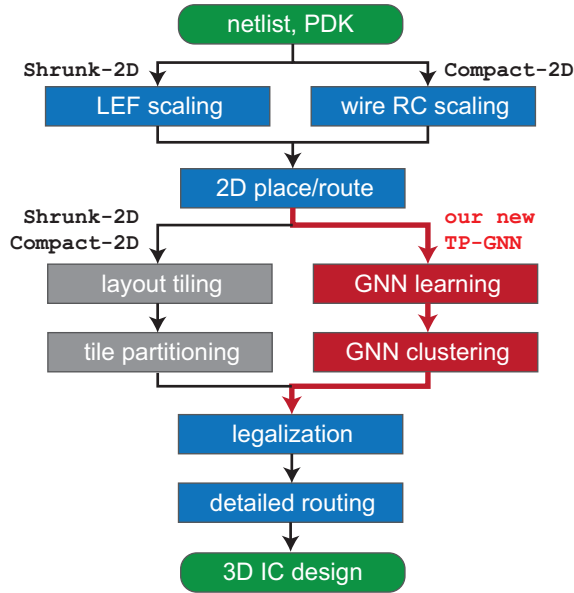 netlist, PDK
Shrunk-2D
Compact-2D
LEF scaling
wire RC scaling
2D place/route
Shrunk-2D
Compact-2D
our new
TP-GNN
layout tiling
GNN learning
tile partitioning
GNN clustering
legalization
detailed routing
3D IC design